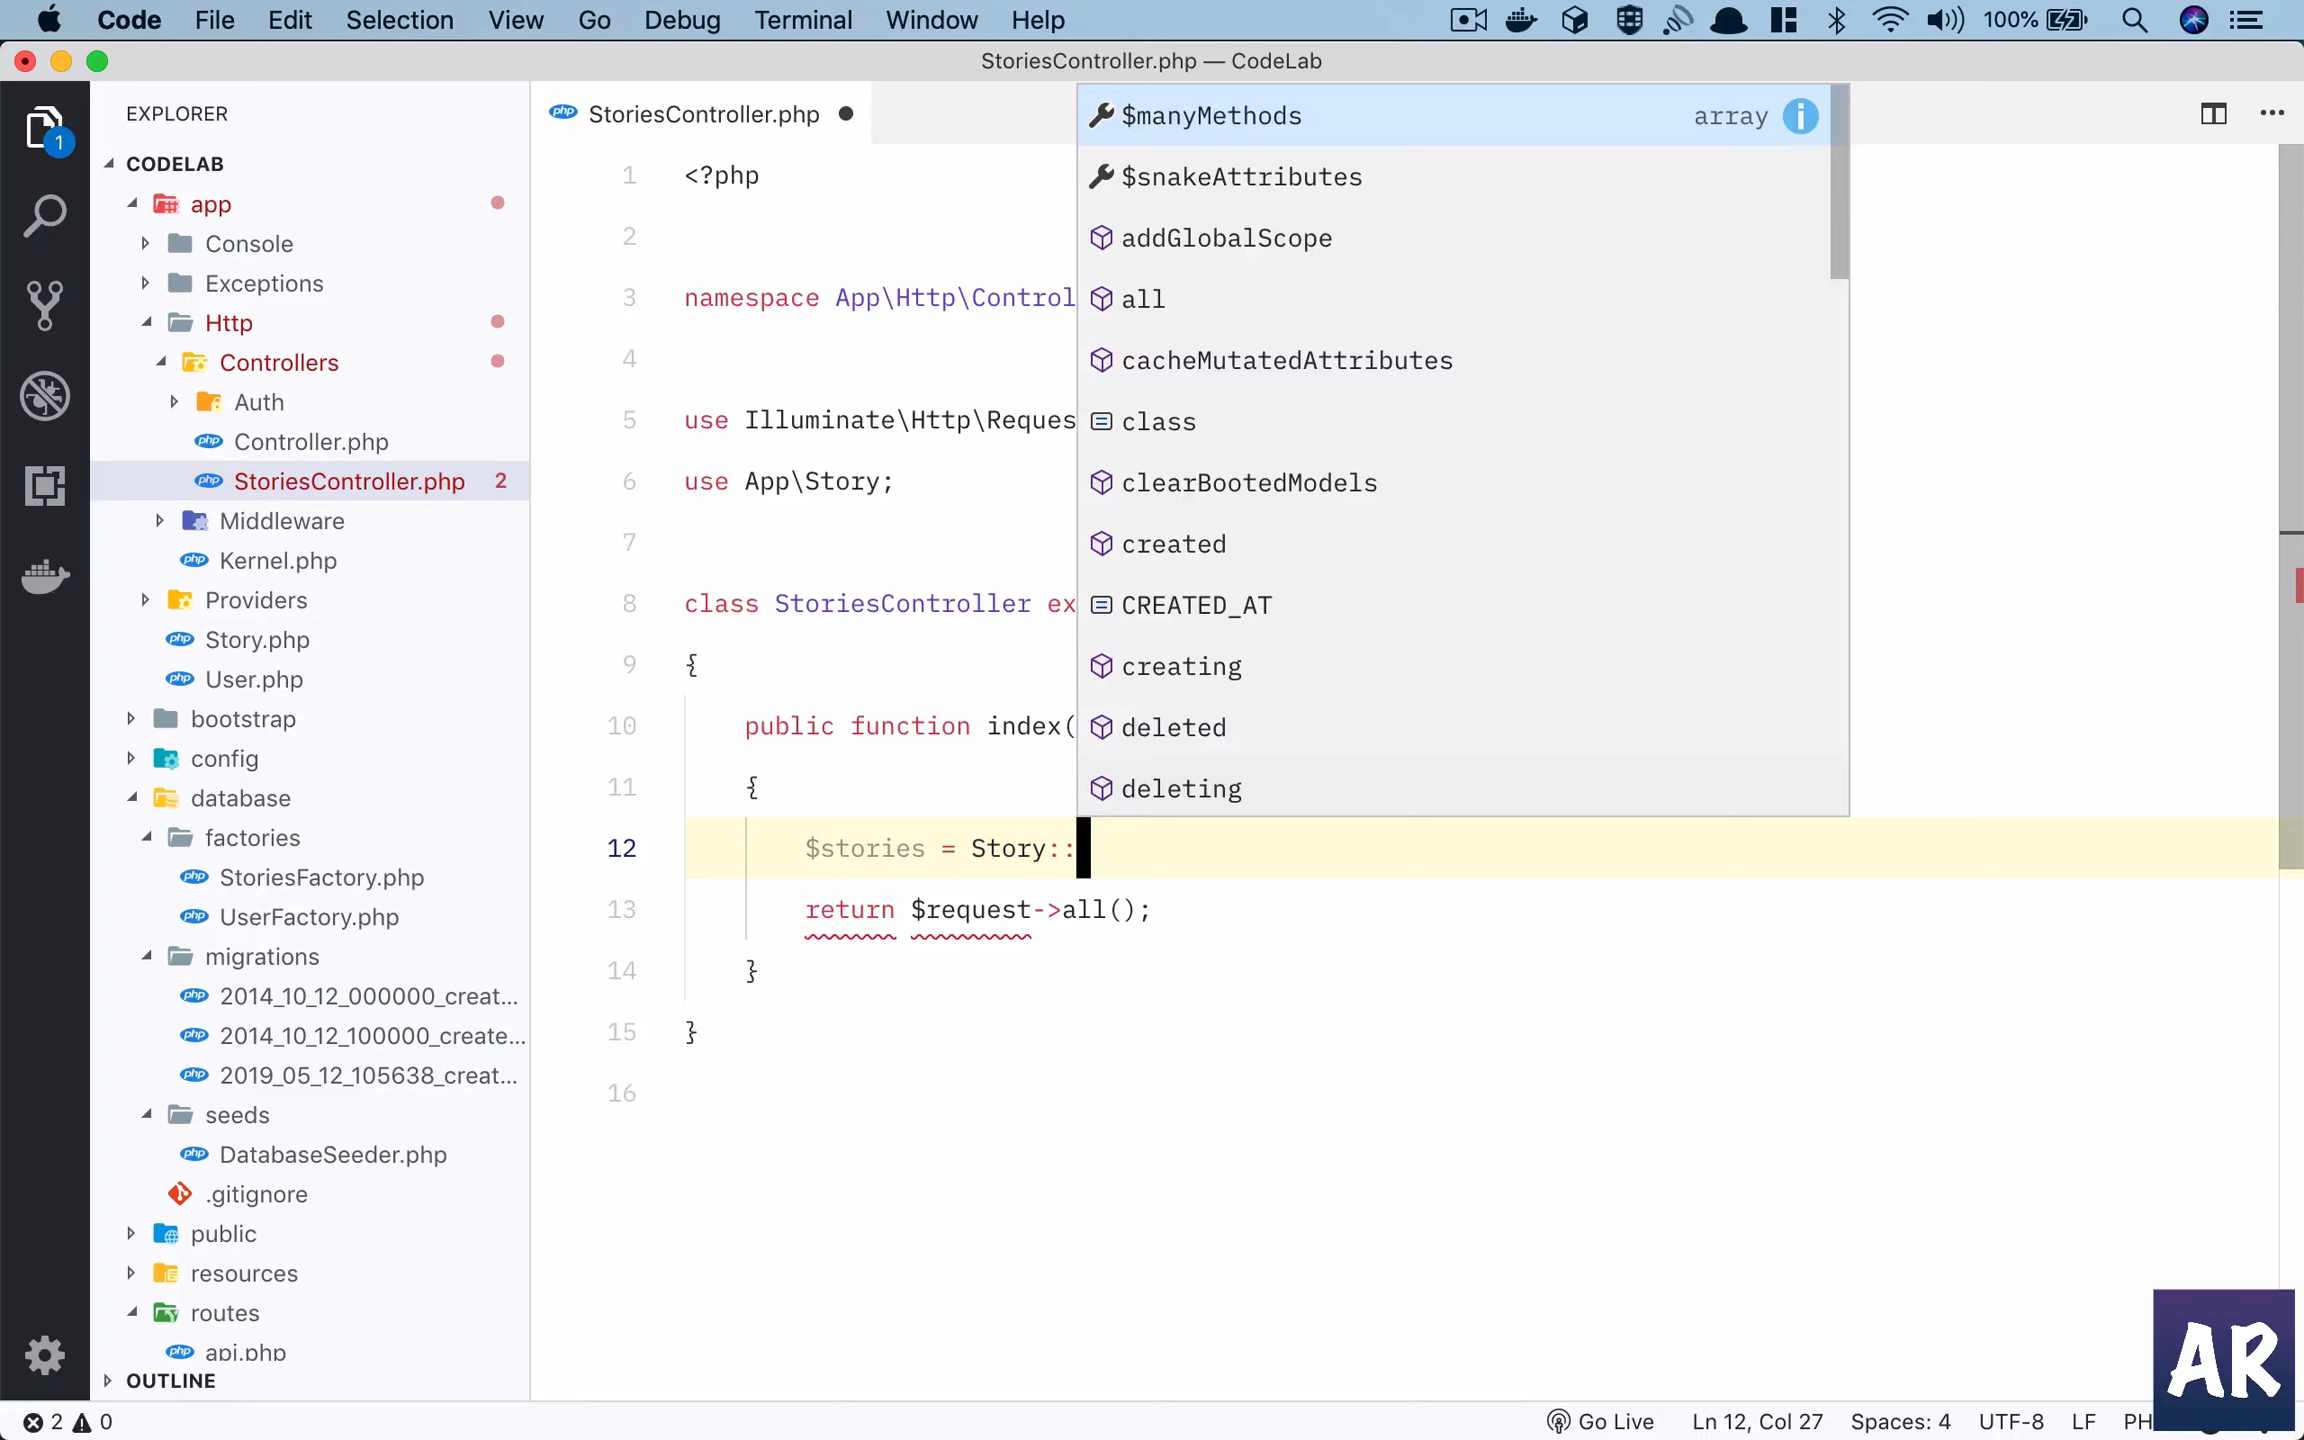 Code File Edit Selection View Go Debug Terminal Window Help 100%
StoriesController.php — CodeLab
EXPLORER
1
CODELAB
app
Console
Exceptions
Http
Controllers
Auth
Controller.php
StoriesController.php 2
Middleware
Kernel.php
Providers
Story.php
User.php
bootstrap
config
database
factories
StoriesFactory.php
UserFactory.php
migrations
2014_10_12_000000_creat...
2014_10_12_100000_create...
2019_05_12_105638_creat...
seeds
DatabaseSeeder.php
.gitignore
public
resources
routes
api.php
OUTLINE
php StoriesController.php
1 <?php
2
3 namespace App\Http\Control
4
5 use Illuminate\Http\Reques
6 use App\Story;
7
8 class StoriesController ex
9 {
10 public function index(
11 {
12 $stories = Story::
13 return $request->all();
14 }
15 }
16
$manyMethods array
$snakeAttributes
addGlobalScope
all
cacheMutatedAttributes
class
clearBootedModels
created
CREATED_AT
creating
deleted
deleting
AR
2 0 Go Live Ln 12, Col 27 Spaces: 4 UTF-8 LF PH